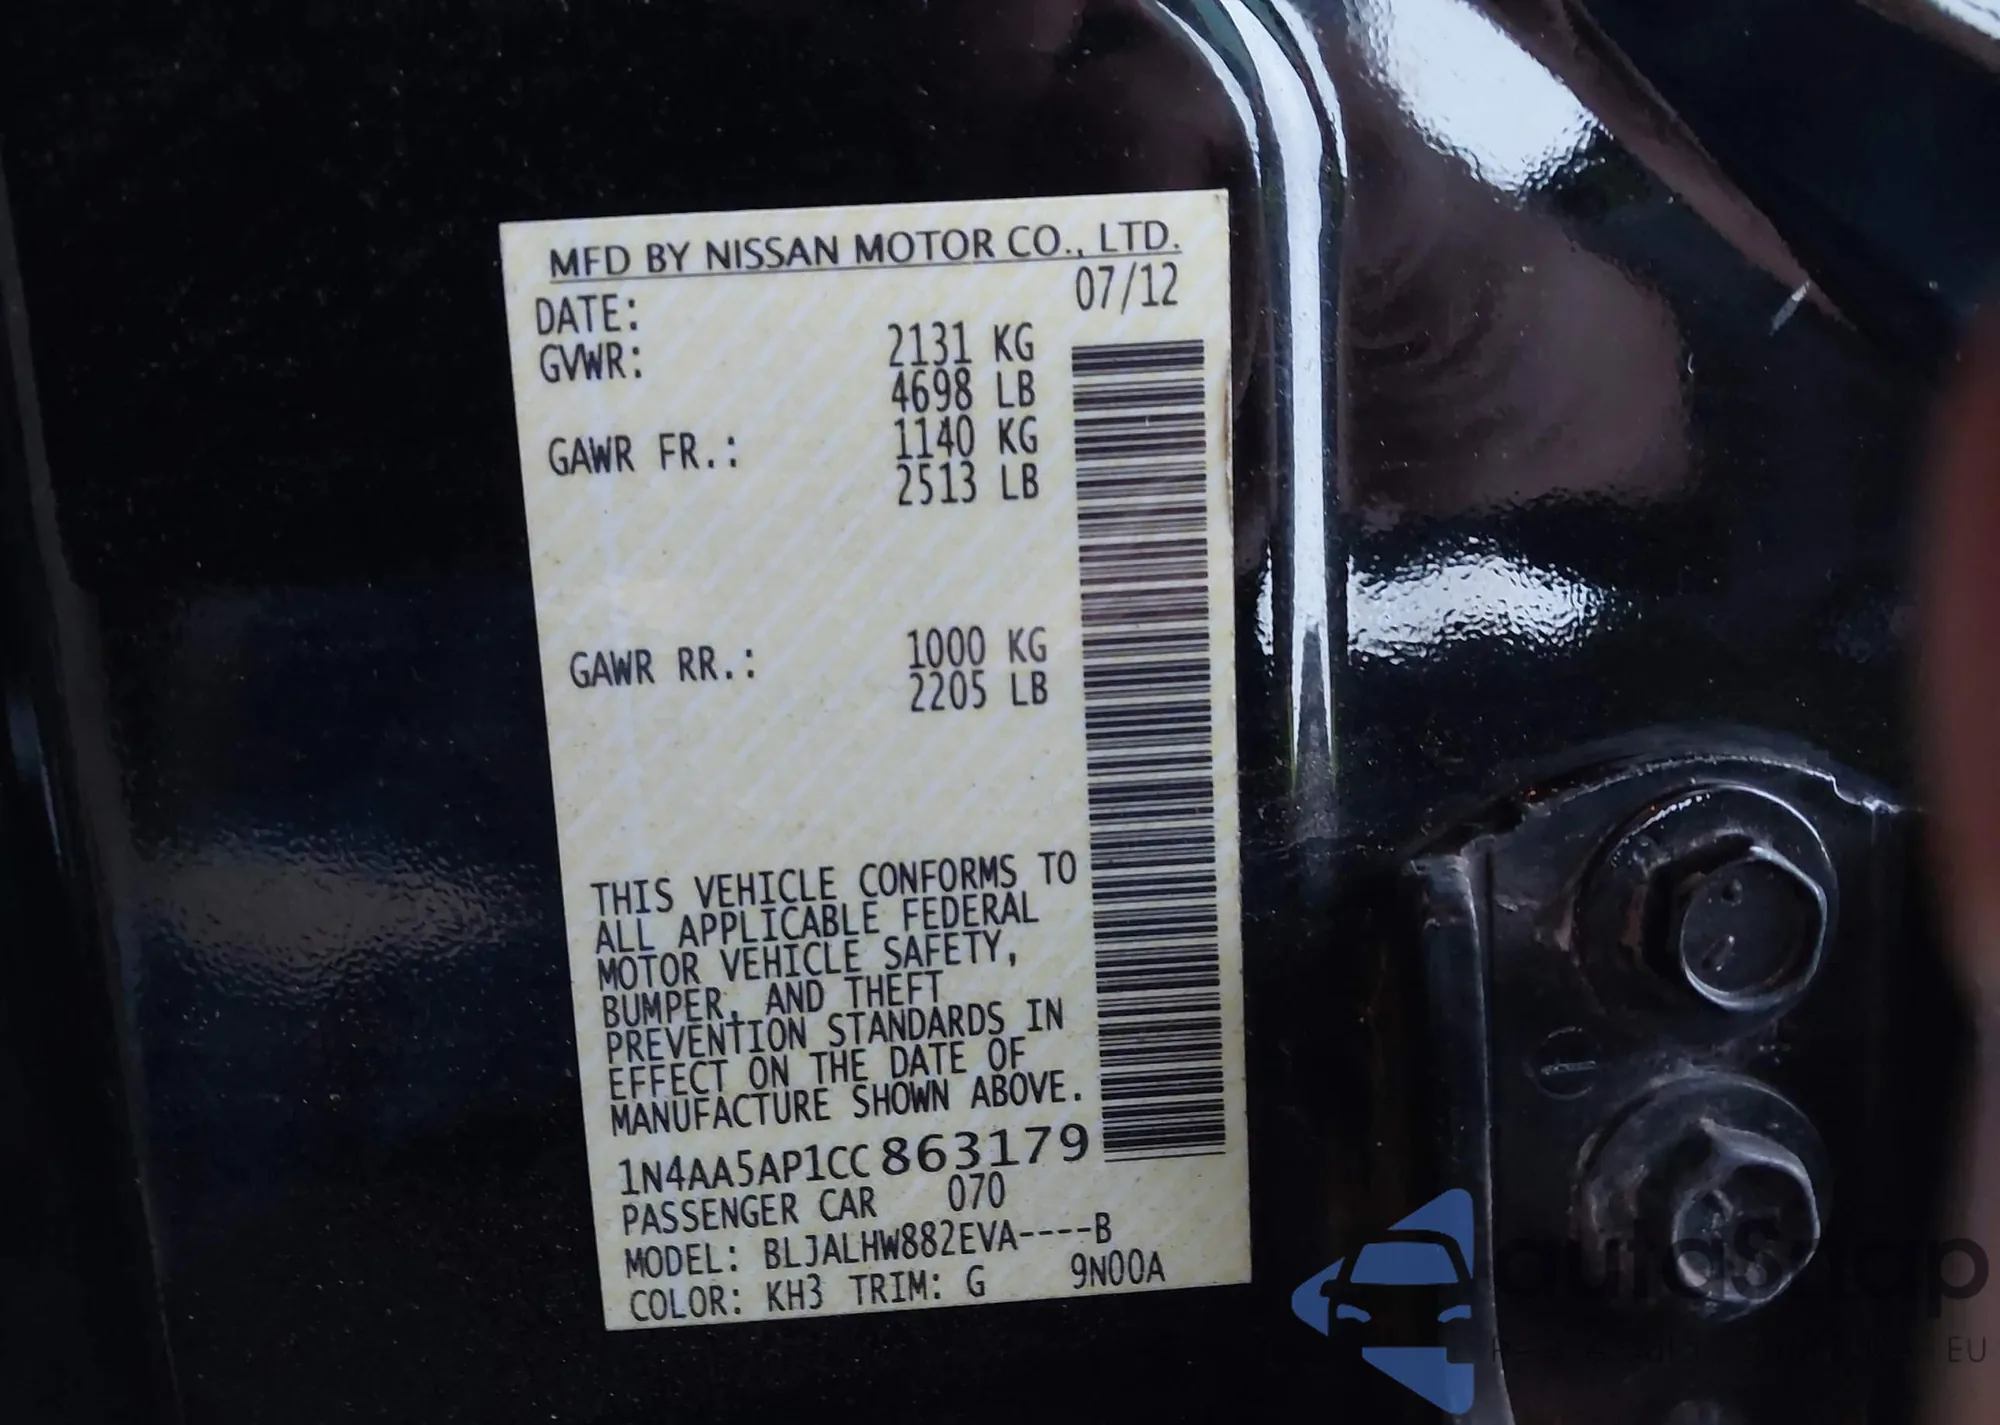 MFD BY NISSAN MOTOR CO., LTD.
DATE: 07/12
GVWR: 2131 KG
4698 LB
GAWR FR.: 1140 KG
2513 LB
GAWR RR.: 1000 KG
2205 LB
THIS VEHICLE CONFORMS TO
ALL APPLICABLE FEDERAL
MOTOR VEHICLE SAFETY,
BUMPER, AND THEFT
PREVENTION STANDARDS IN
EFFECT ON THE DATE OF
MANUFACTURE SHOWN ABOVE.
1N4AA5AP1CC863179
PASSENGER CAR 070
MODEL: BLJALHW882EVA----B
COLOR: KH3 TRIM: G 9N00A
autoSnap
EU